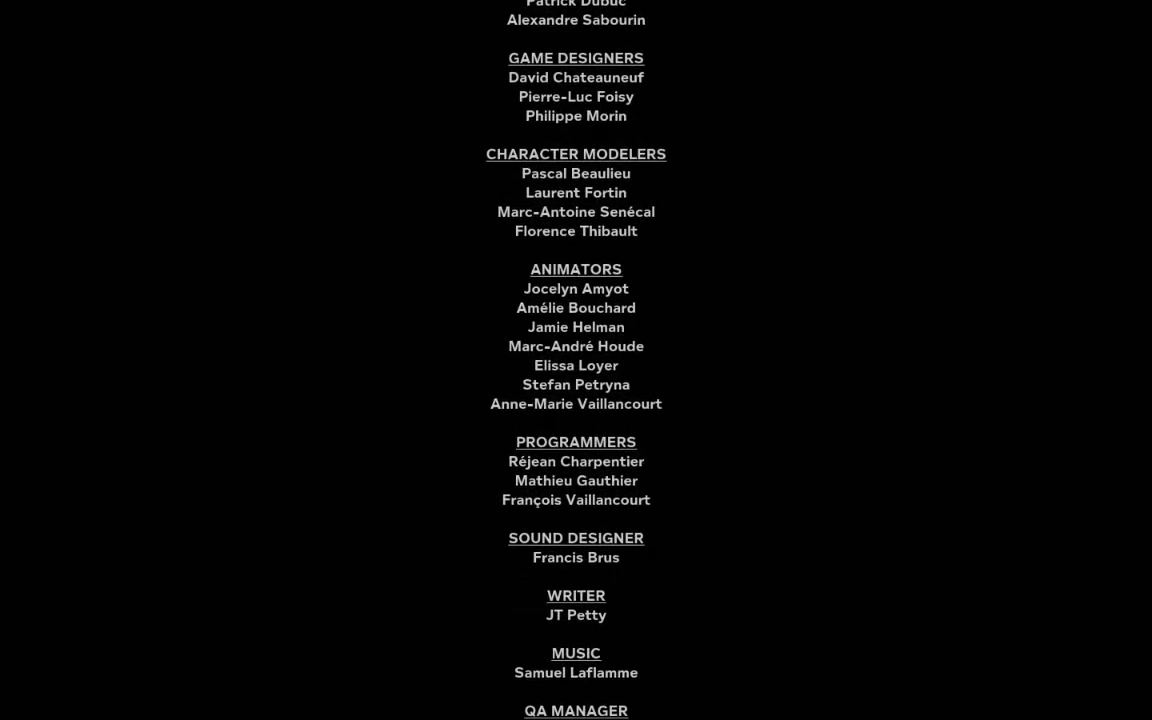 Patrick Dubuc
Alexandre Sabourin
GAME DESIGNERS
David Chateauneuf
Pierre-Luc Foisy
Philippe Morin
CHARACTER MODELERS
Pascal Beaulieu
Laurent Fortin
Marc-Antoine Senécal
Florence Thibault
ANIMATORS
Jocelyn Amyot
Amélie Bouchard
Jamie Helman
Marc-André Houde
Elissa Loyer
Stefan Petryna
Anne-Marie Vaillancourt
PROGRAMMERS
Réjean Charpentier
Mathieu Gauthier
François Vaillancourt
SOUND DESIGNER
Francis Brus
WRITER
JT Petty
MUSIC
Samuel Laflamme
QA MANAGER